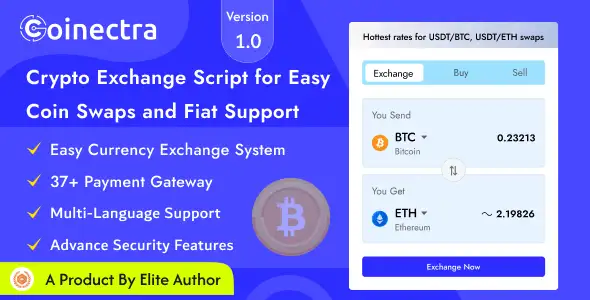 Coinectra
Version
1.0
Crypto Exchange Script for Easy
Coin Swaps and Fiat Support
Easy Currency Exchange System
37+ Payment Gateway
Multi-Language Support
Advance Security Features
A Product By Elite Author
Hottest rates for USDT/BTC, USDT/ETH swaps
Exchange Buy Sell
You Send
BTC 0.23213
Bitcoin
You Get
ETH ~ 2.19826
Ethereum
Exchange Now